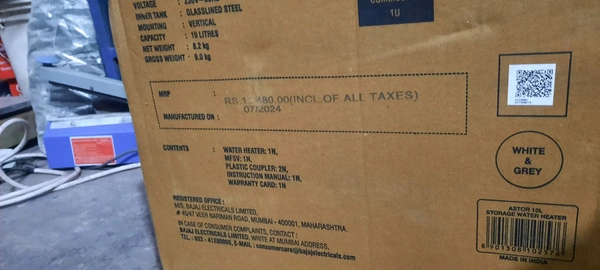 VOLTAGE :
INNER TANK : GLASSLINED STEEL
MOUNTING : VERTICAL
CAPACITY : 10 LITRES
NET WEIGHT : 8.2 kg
GROSS WEIGHT :
1U
MRP :
(INCL.OF ALL TAXES)
07/2024
MANUFACTURED ON :
CONTENTS : WATER HEATER: 1N,
MFSV: 1N,
PLASTIC COUPLER: 2N,
INSTRUCTION MANUAL: 1N,
WARRANTY CARD: 1N
WHITE
&
GREY
REGISTERED OFFICE :
M/S, BAJAJ ELECTRICALS LIMITED,
# 45/47 VEER NARIMAN ROAD, MUMBAI - 400001, MAHARASHTRA.
IN CASE OF CONSUMER COMPLAINTS, CONTACT :
BAJAJ ELECTRICALS LIMITED, WRITE AT MUMBAI ADDRESS,
TEL. : 022 - 41280000, E-MAIL : consumercare@bajajelectricals.com
ASTOR 10L
STORAGE WATER HEATER
MADE IN INDIA